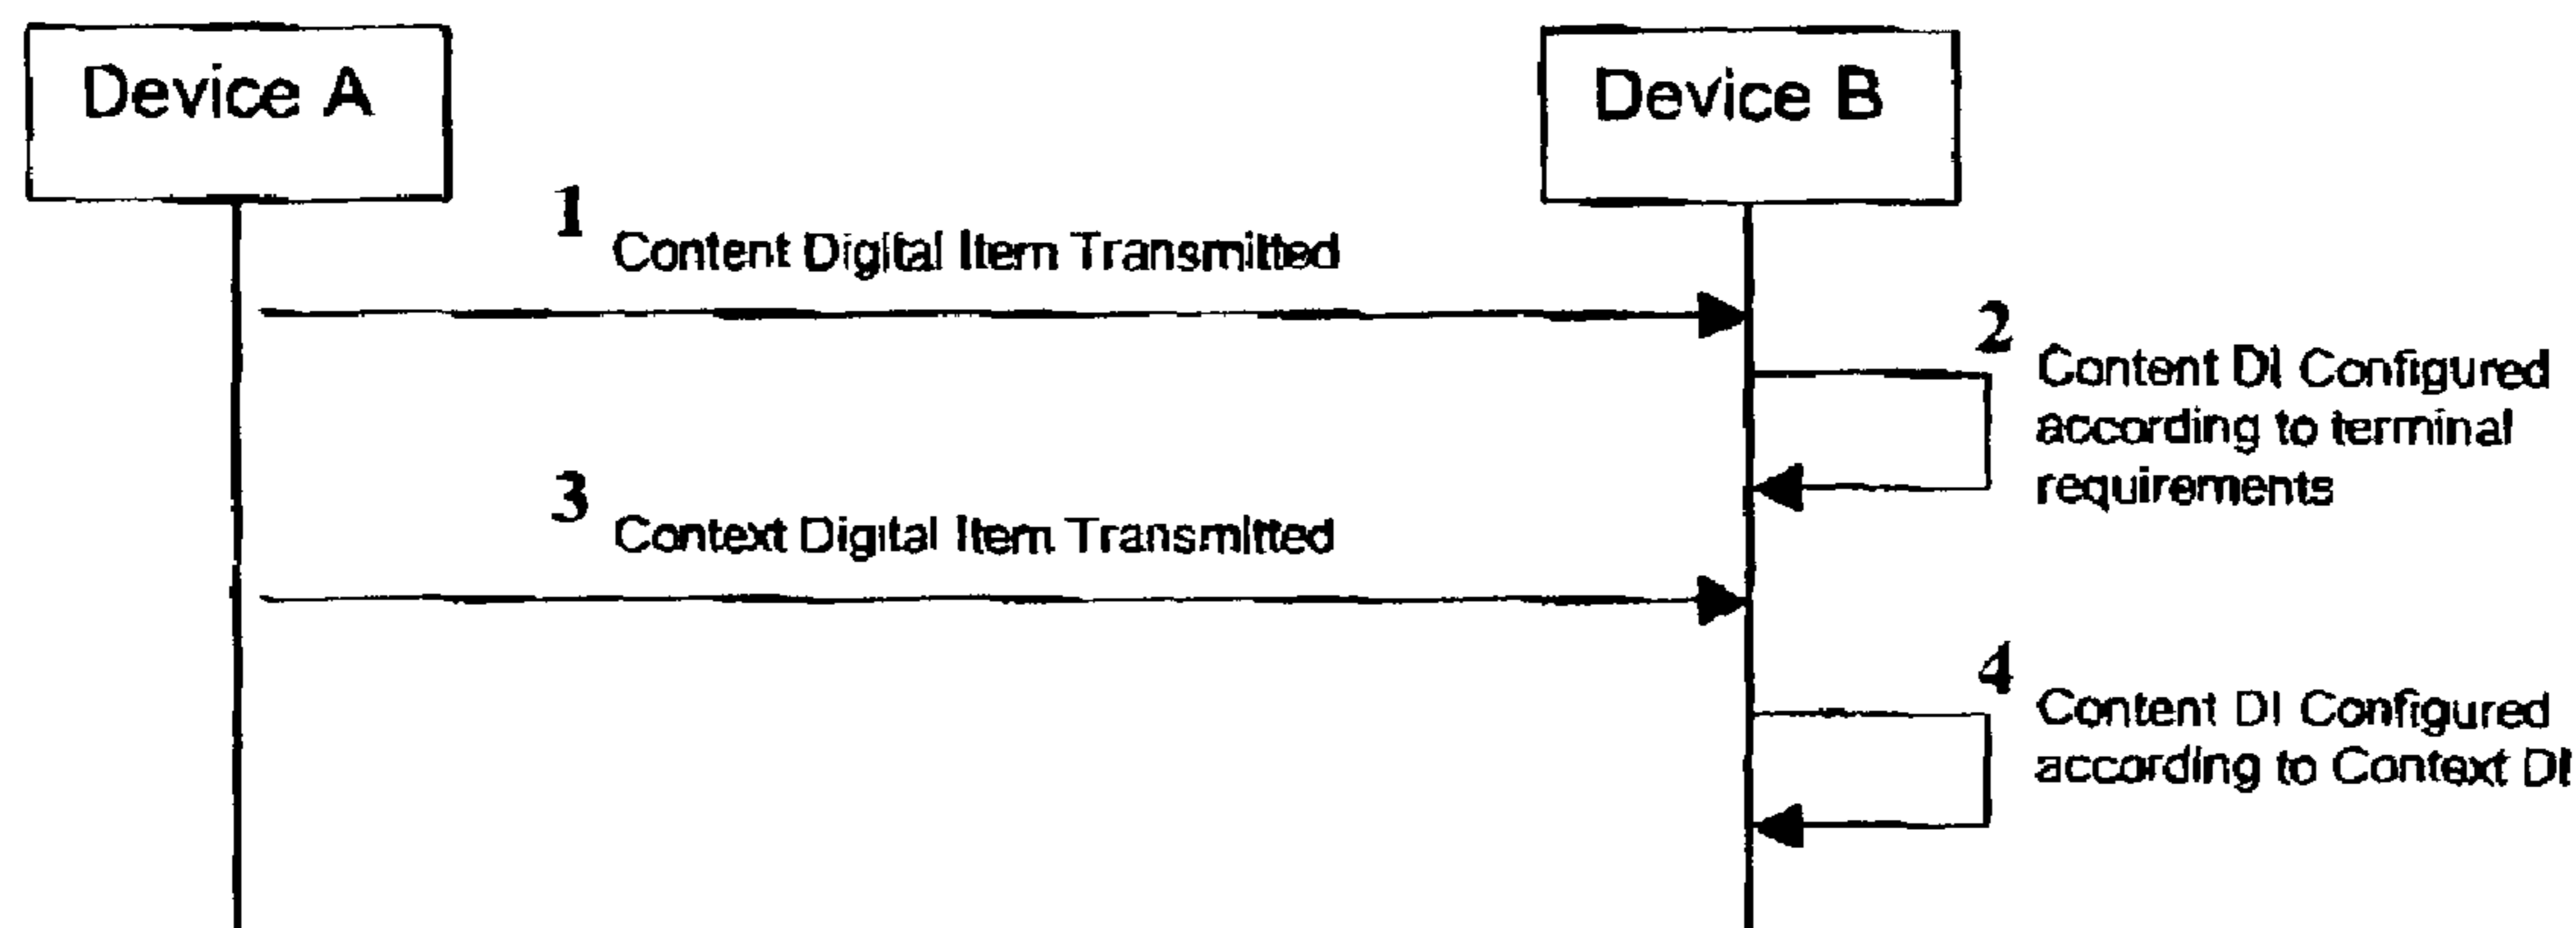 Device A
Device B
1
Content Digital Item Transmitted
2
Content DI Configured
according to terminal
requirements
3
Context Digital Item Transmitted
4
Content DI Configured
according to Context DI